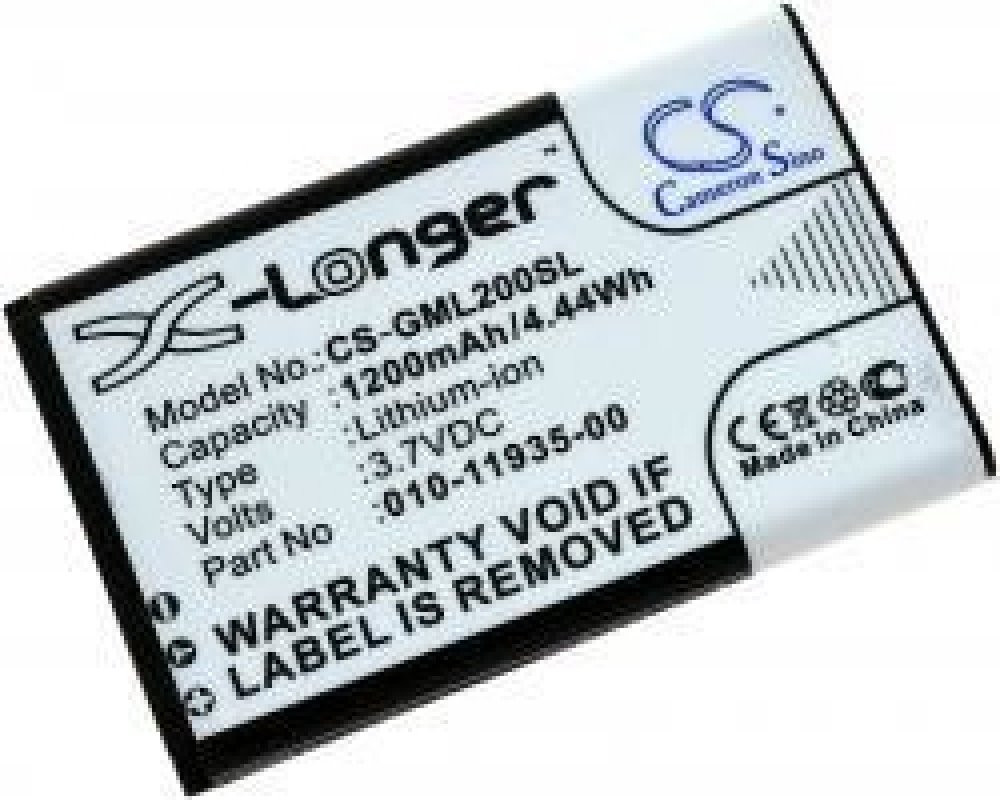 CS
Cameron Sino
X-Longer
Model No.: CS-GML200SL
Capacity :1200mAh/4.44Wh
Type :Lithium-ion
Volts :3.7VDC
Part No :010-11935-00
WARRANTY VOID IF
LABEL IS REMOVED
CE
Made In China